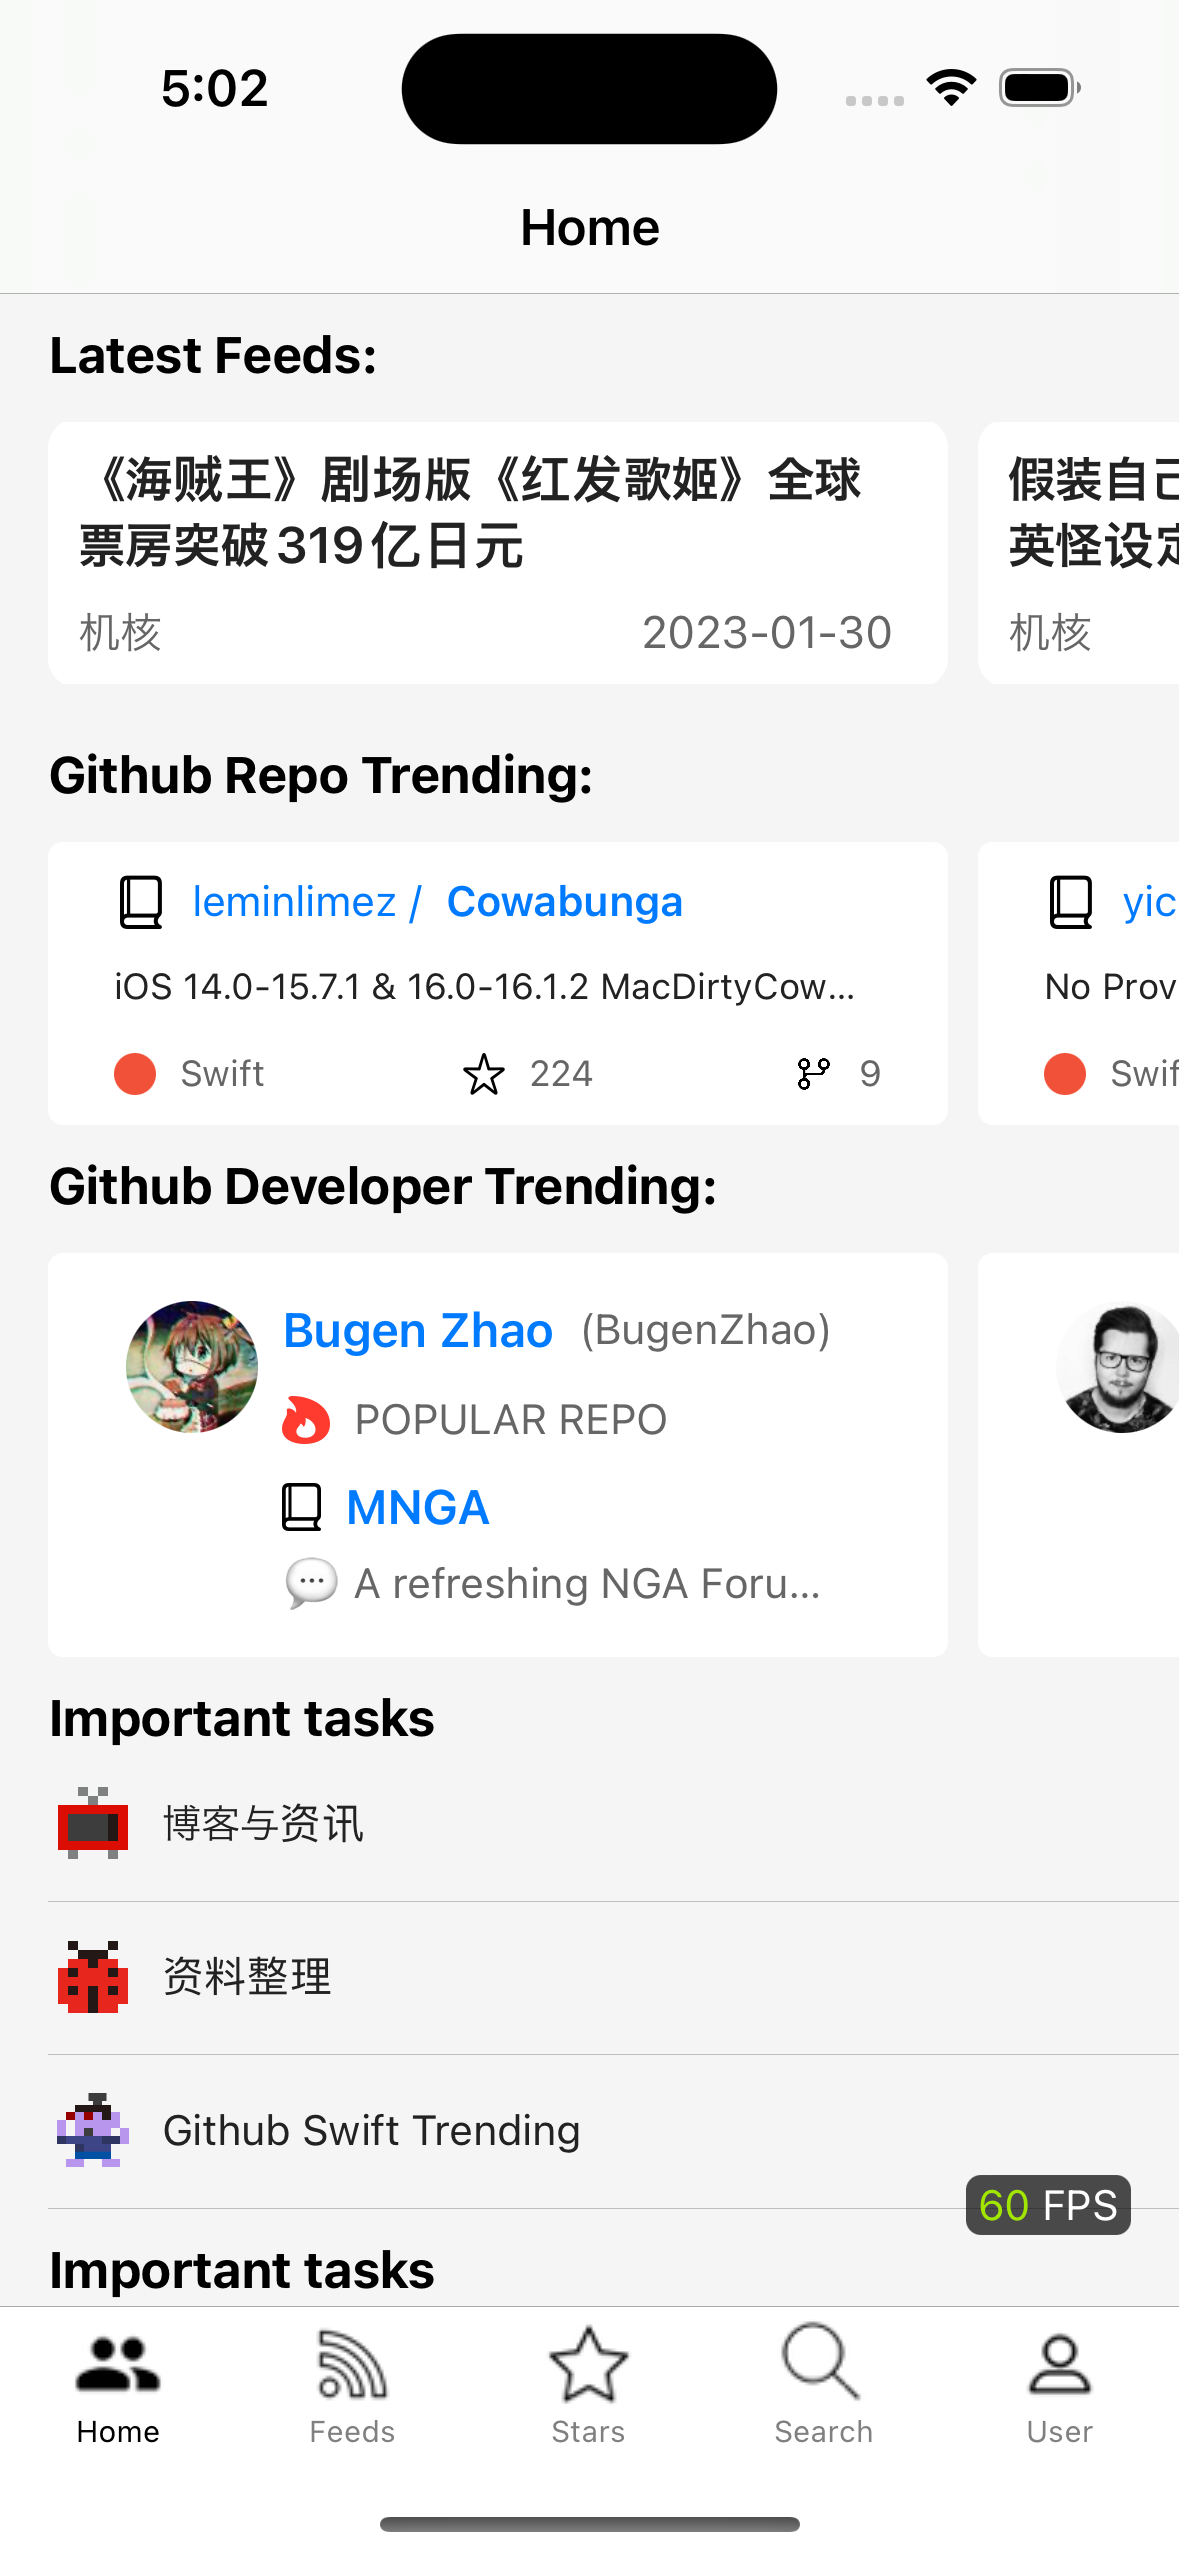 5:02
Home
Latest Feeds:
《海贼王》剧场版《红发歌姬》全球
票房突破319亿日元
机核
2023-01-30
假装自己
英怪设定
机核
Github Repo Trending:
leminlimez / Cowabunga
iOS 14.0-15.7.1 & 16.0-16.1.2 MacDirtyCow...
Swift
224
9
yic
No Prov
Swif
Github Developer Trending:
Bugen Zhao (BugenZhao)
POPULAR REPO
MNGA
A refreshing NGA Foru...
Important tasks
博客与资讯
资料整理
Github Swift Trending
60 FPS
Important tasks
Home
Feeds
Stars
Search
User